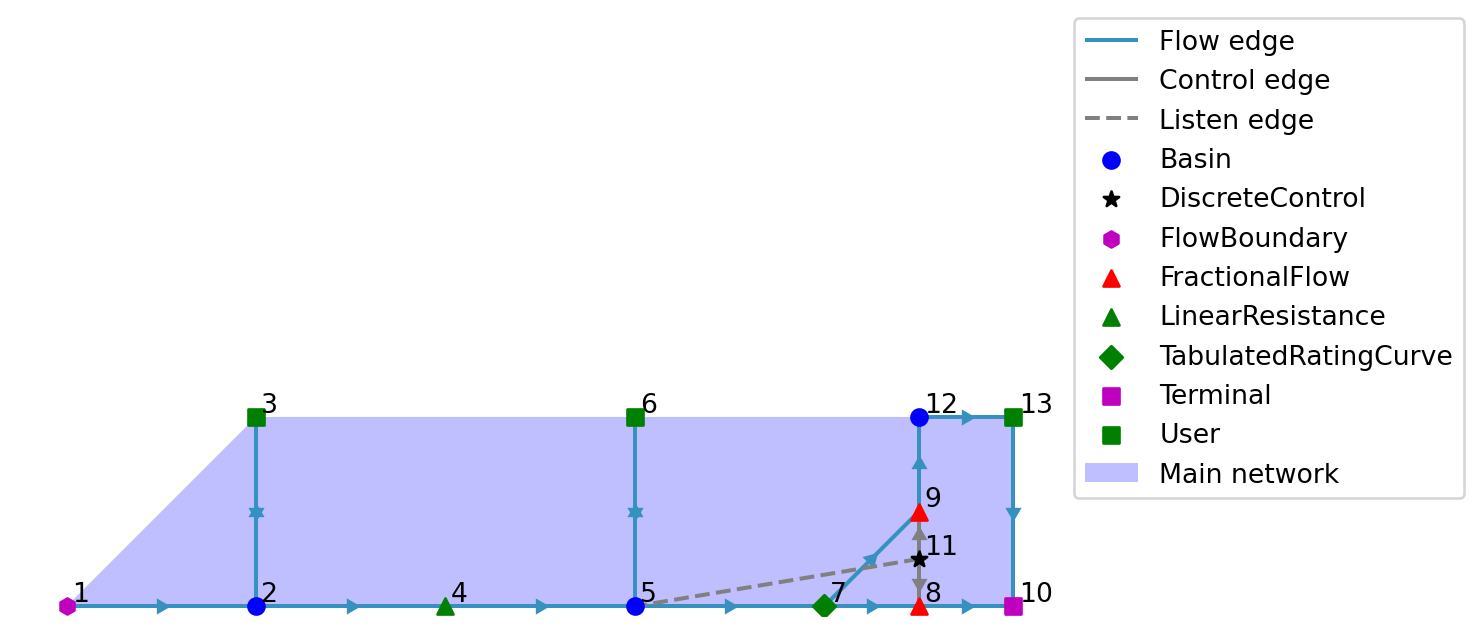 Flow edge
Control edge
Listen edge
Basin
DiscreteControl
FlowBoundary
FractionalFlow
LinearResistance
TabulatedRatingCurve
Terminal
User
Main network
3
6
12
13
9
11
1
2
4
5
7
8
10